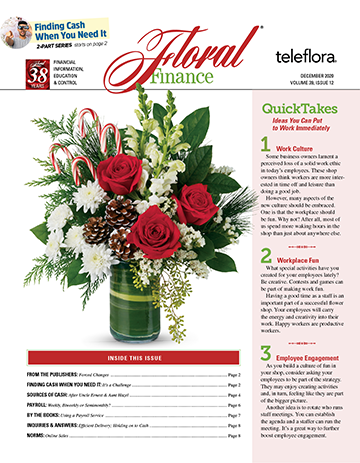 Finding Cash
When You Need It
2-PART SERIES starts on page 2
Floral
Finance
teleflora
38
YEARS
FINANCIAL
INFORMATION,
EDUCATION
& CONTROL
DECEMBER 2020
VOLUME 39, ISSUE 12
QuickTakes
Ideas You Can Put
to Work Immediately
1 Work Culture
Some business owners lament a
perceived loss of a solid work ethic
in today's employees. These shop
owners think workers are more inter-
ested in time off and leisure than
doing a good job.
However, many aspects of the
new culture should be embraced.
One is that the workplace should
be fun. Why not? After all, most of
us spend more waking hours in the
shop than just about anywhere else.
2 Workplace Fun
What special activities have you
created for your employees lately?
Be creative. Contests and games can
be part of making fun.
Having a good time as a staff is an
important part of a successful flower
shop. Your employees will carry
the energy and creativity into their
work. Happy workers are productive
workers.
3 Employee Engagement
As you build a culture of fun in
your shop, consider asking your
employees to be part of the strategy.
They may enjoy creating activities
and, in turn, feeling like they are part
of the bigger picture.
Another idea is to rotate who runs
staff meetings. You can establish
the agenda and a staffer can run the
meeting. It's a great way to further
boost employee engagement.
INSIDE THIS ISSUE
FROM THE PUBLISHERS: Forced Changes Page 2
FINDING CASH WHEN YOU NEED IT: It's a Challenge Page 2
SOURCES OF CASH: After Uncle Ernest & Aunt Hazel Page 4
PAYROLL: Weekly, Biweekly or Semimonthly? Page 6
BY THE BOOKS: Using a Payroll Service Page 7
INQUIRIES & ANSWERS: Efficient Delivery; Holding on to Cash Page 8
NORMS: Online Sales Page 8